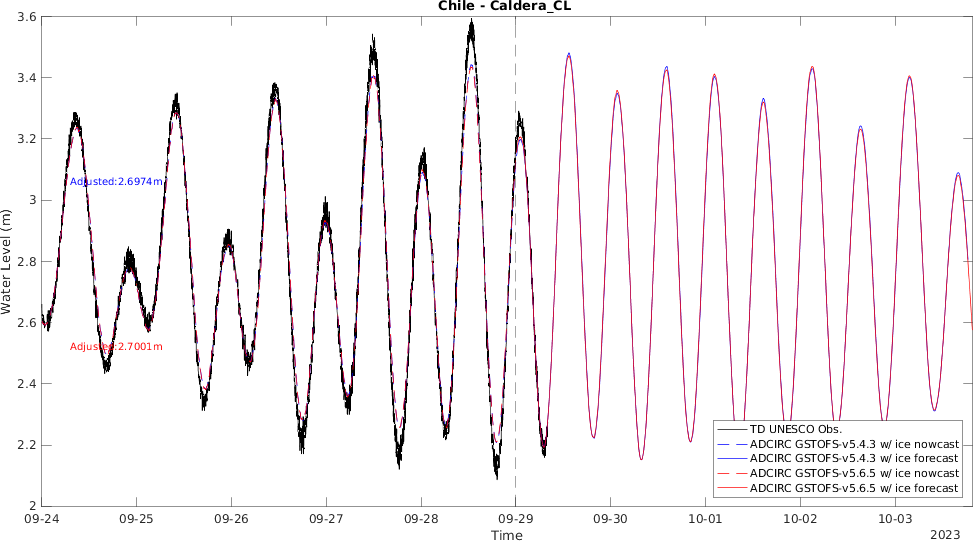 Chile - Caldera_CL
3.6
3.4
3.2
3
2.8
2.6
2.4
2.2
2
Water Level (m)
Adjusted:2.6974m
Adjusted:2.7001m
TD UNESCO Obs.
ADCIRC GSTOFS-v5.4.3 w/ ice nowcast
ADCIRC GSTOFS-v5.4.3 w/ ice forecast
ADCIRC GSTOFS-v5.6.5 w/ ice nowcast
ADCIRC GSTOFS-v5.6.5 w/ ice forecast
09-24 09-25 09-26 09-27 09-28 09-29 09-30 10-01 10-02 10-03
Time
2023